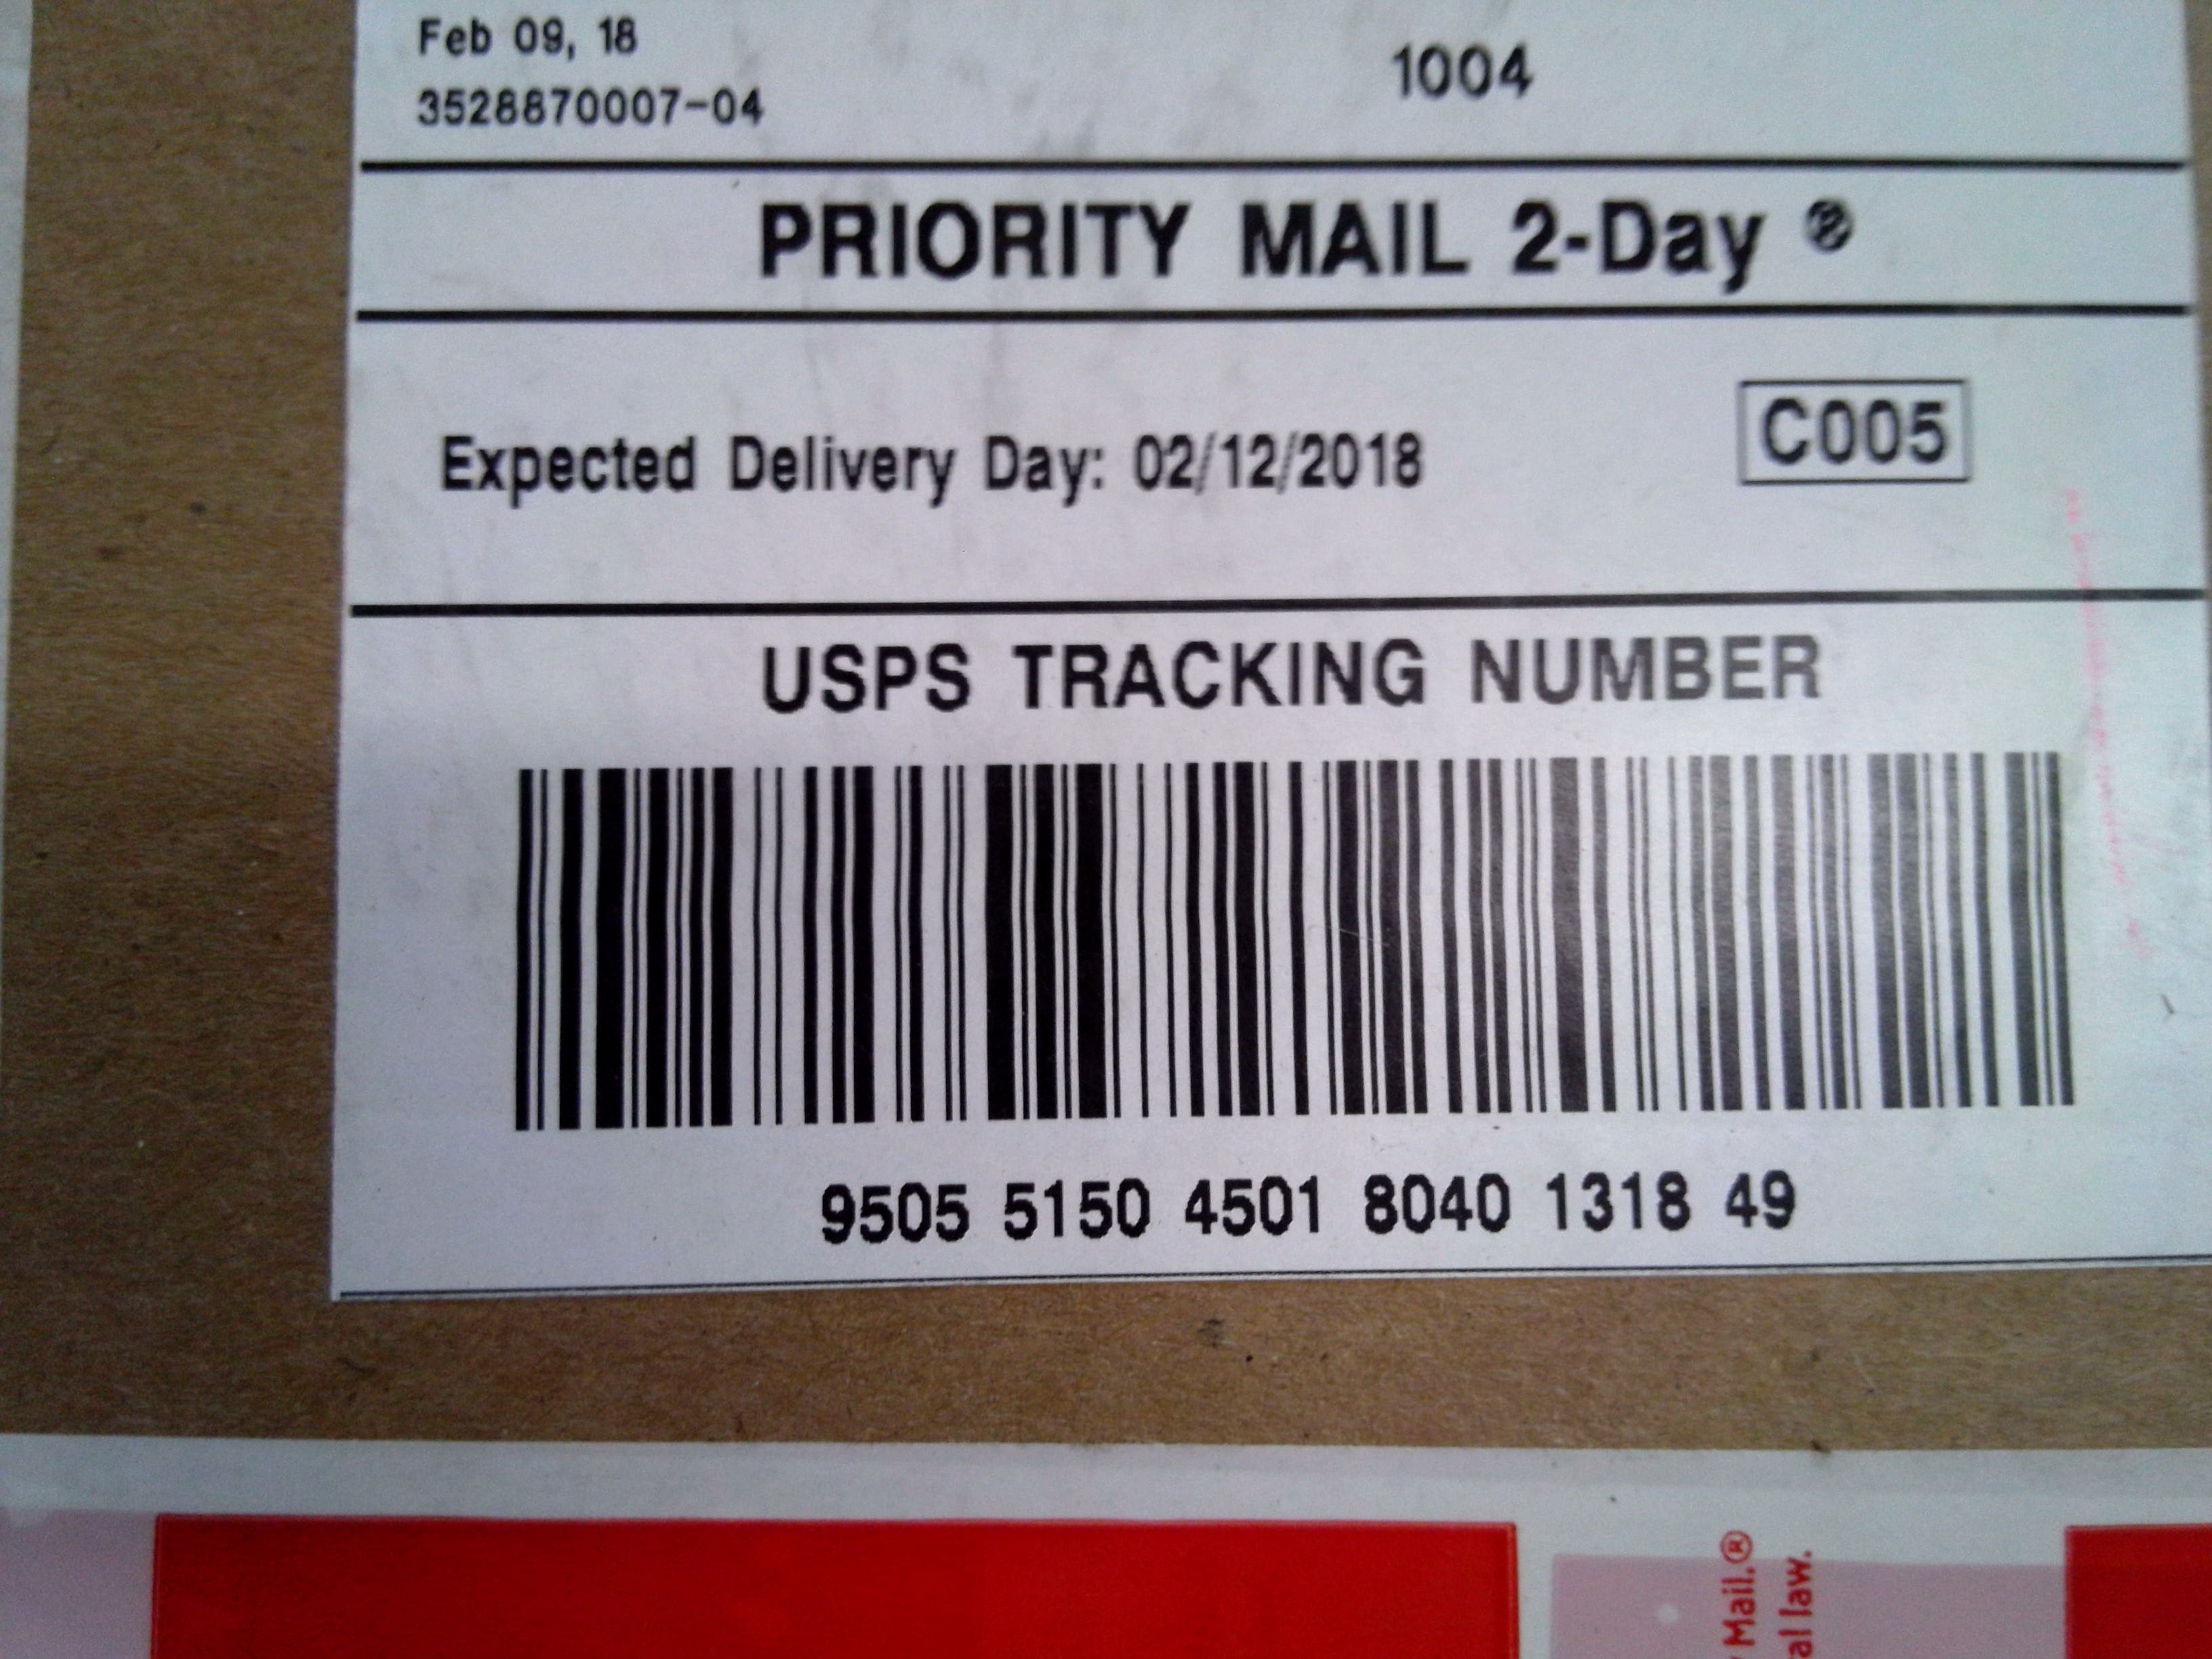 Feb 09, 18
1004
3528870007-04
PRIORITY MAIL 2-Day ®
Expected Delivery Day: 02/12/2018
C005
USPS TRACKING NUMBER
9505 5150 4501 8040 1318 49
Mail.®
law.